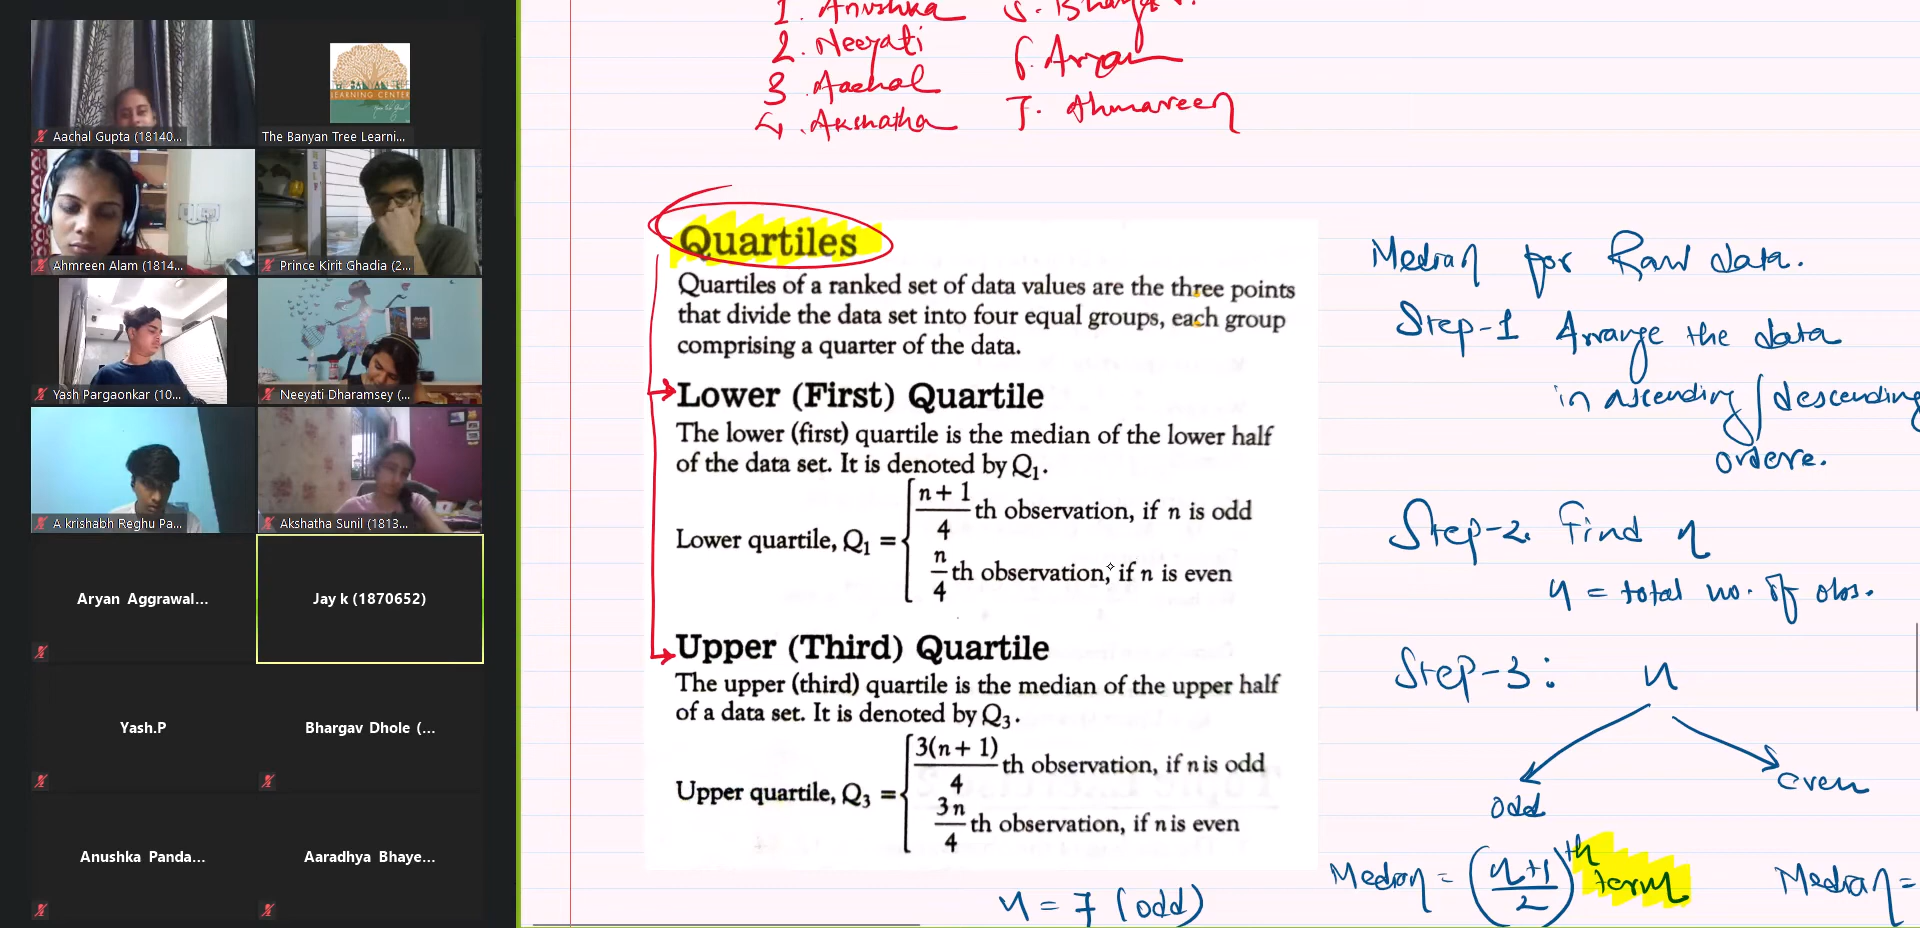 Aachal Gupta (18140...
LEARNING CENTER
The Banyan Tree Learni...
Ahmreen Alam (1814...
Prince Kirit Ghadia (2...
Yash Pargaonkar (10...
Neeyati Dharamsey (...
A krishabh Reghu Pa...
Akshatha Sunil (1813...
Aryan Aggrawal...
Jay k (1870652)
Yash.P
Bhargav Dhole (...
Anushka Panda...
Aaradhya Bhaye...
1. Anushka
2. Neeyati
3 Aachal
4. Akshatha
6. Aryan
7. Ahmareen
Quartiles
Quartiles of a ranked set of data values are the three points
that divide the data set into four equal groups, each group
comprising a quarter of the data.
Lower (First) Quartile
The lower (first) quartile is the median of the lower half
of the data set. It is denoted by Q₁.
Lower quartile, Q₁ =
n + 1 / 4 th observation, if n is odd
n / 4 th observation, if n is even
Upper (Third) Quartile
The upper (third) quartile is the median of the upper half
of a data set. It is denoted by Q₃.
Upper quartile, Q₃ =
3(n + 1) / 4 th observation, if n is odd
3n / 4 th observation, if n is even
n = 7 (odd)
Median for Raw data.
Step-1 Arrange the data
in ascending / descending
ordere.
Step-2. Find n
n = total no. of obs.
Step-3: n
odd
even
Median = (n+1 / 2)th term
Median =